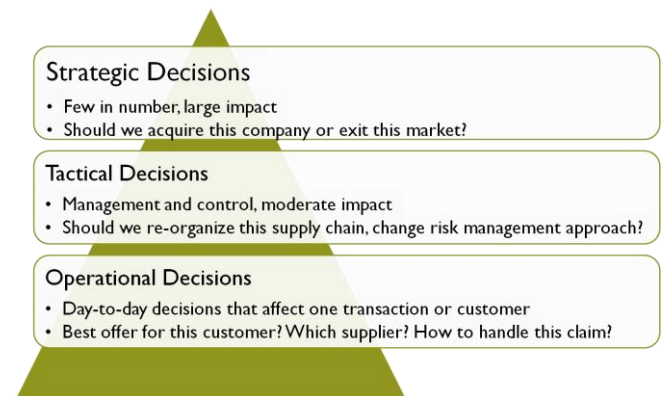 Strategic Decisions
• Few in number, large impact
• Should we acquire this company or exit this market?
Tactical Decisions
• Management and control, moderate impact
• Should we re-organize this supply chain, change risk management approach?
Operational Decisions
• Day-to-day decisions that affect one transaction or customer
• Best offer for this customer? Which supplier? How to handle this claim?